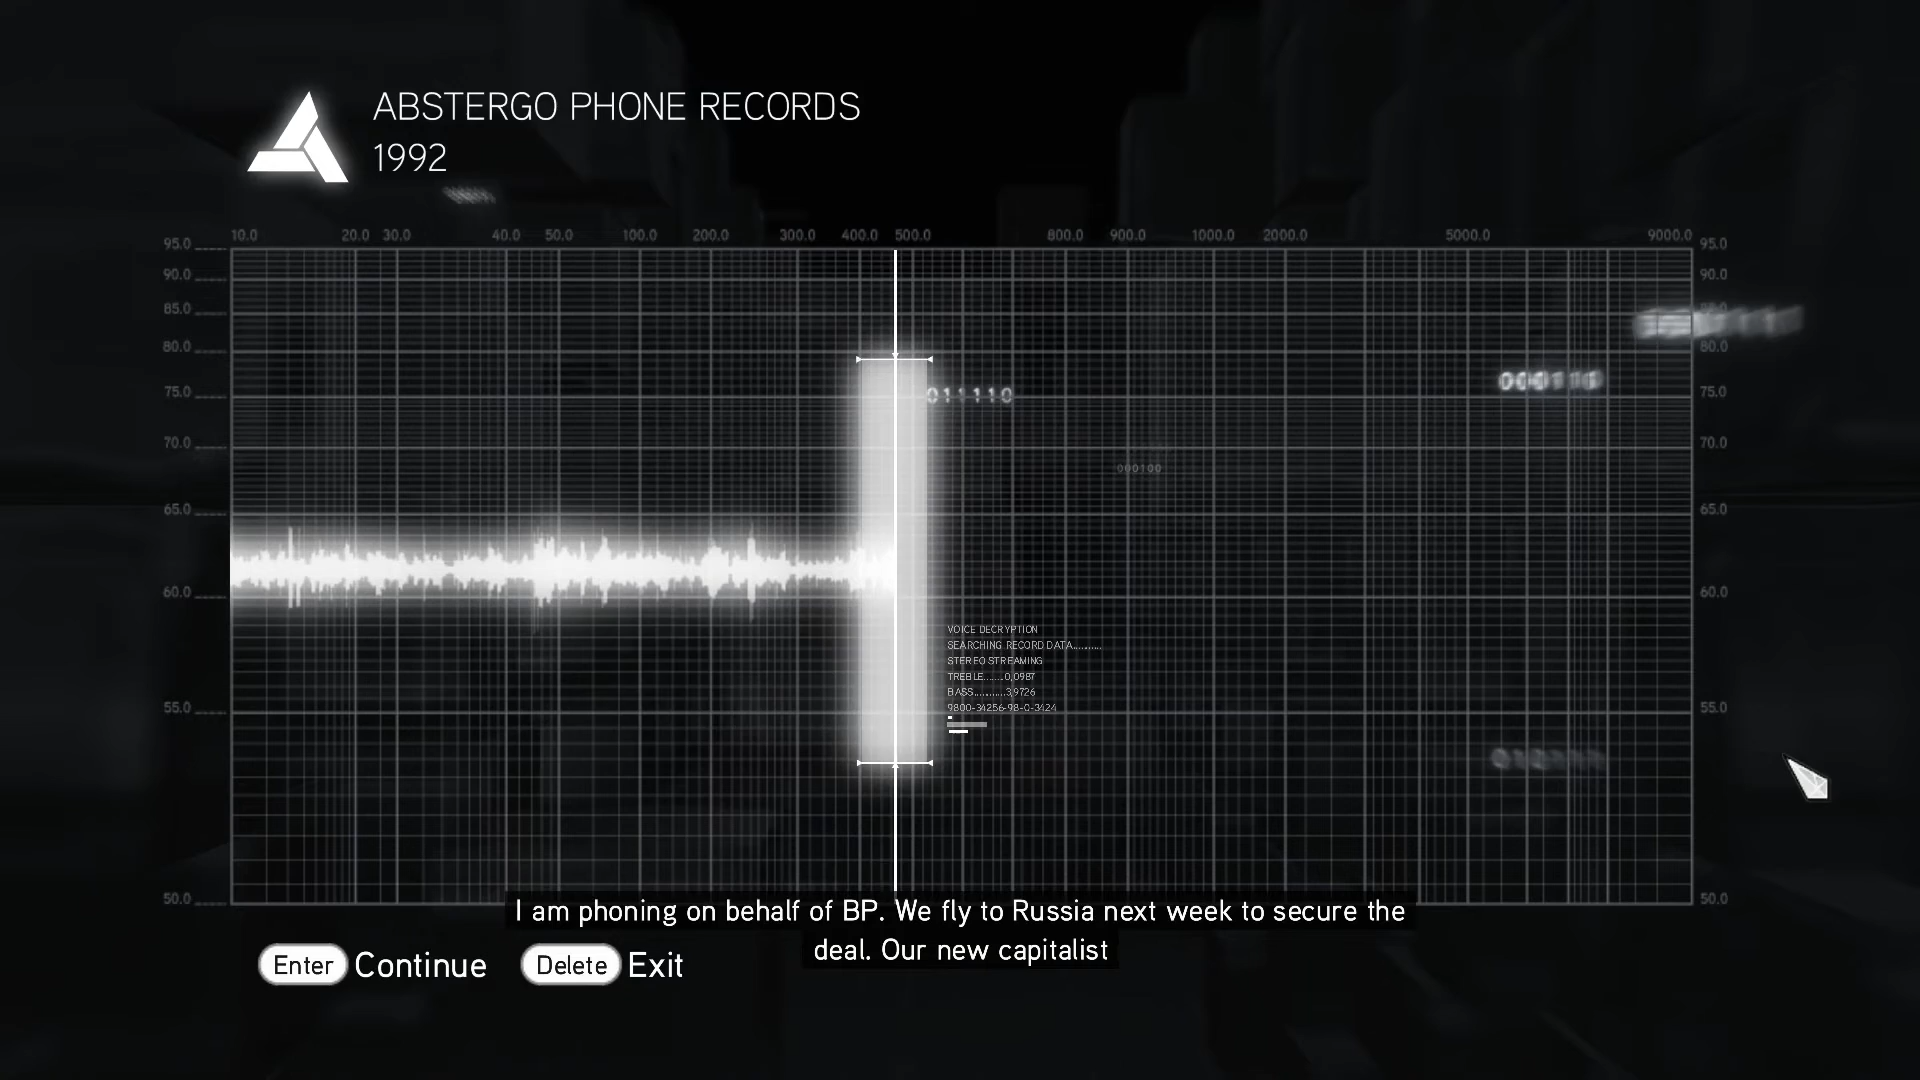 ABSTERGO PHONE RECORDS
1992
10.0 20.0 30.0 40.0 50.0 100.0 200.0 300.0 400.0 500.0 800.0 900.0 1000.0 2000.0 5000.0 9000.0
95.0 95.0
90.0 90.0
85.0
80.0 80.0
75.0 011110 000110 75.0
70.0 70.0
000100
65.0 65.0
60.0 60.0
VOICE DECRYPTION
SEARCHING RECORD DATA..........
STEREO STREAMING
TREBLE.......0,0987
BASS...........3,9726
9800-34256-98-0-3424
55.0 55.0
50.0 50.0
I am phoning on behalf of BP. We fly to Russia next week to secure the
deal. Our new capitalist
Enter Continue Delete Exit